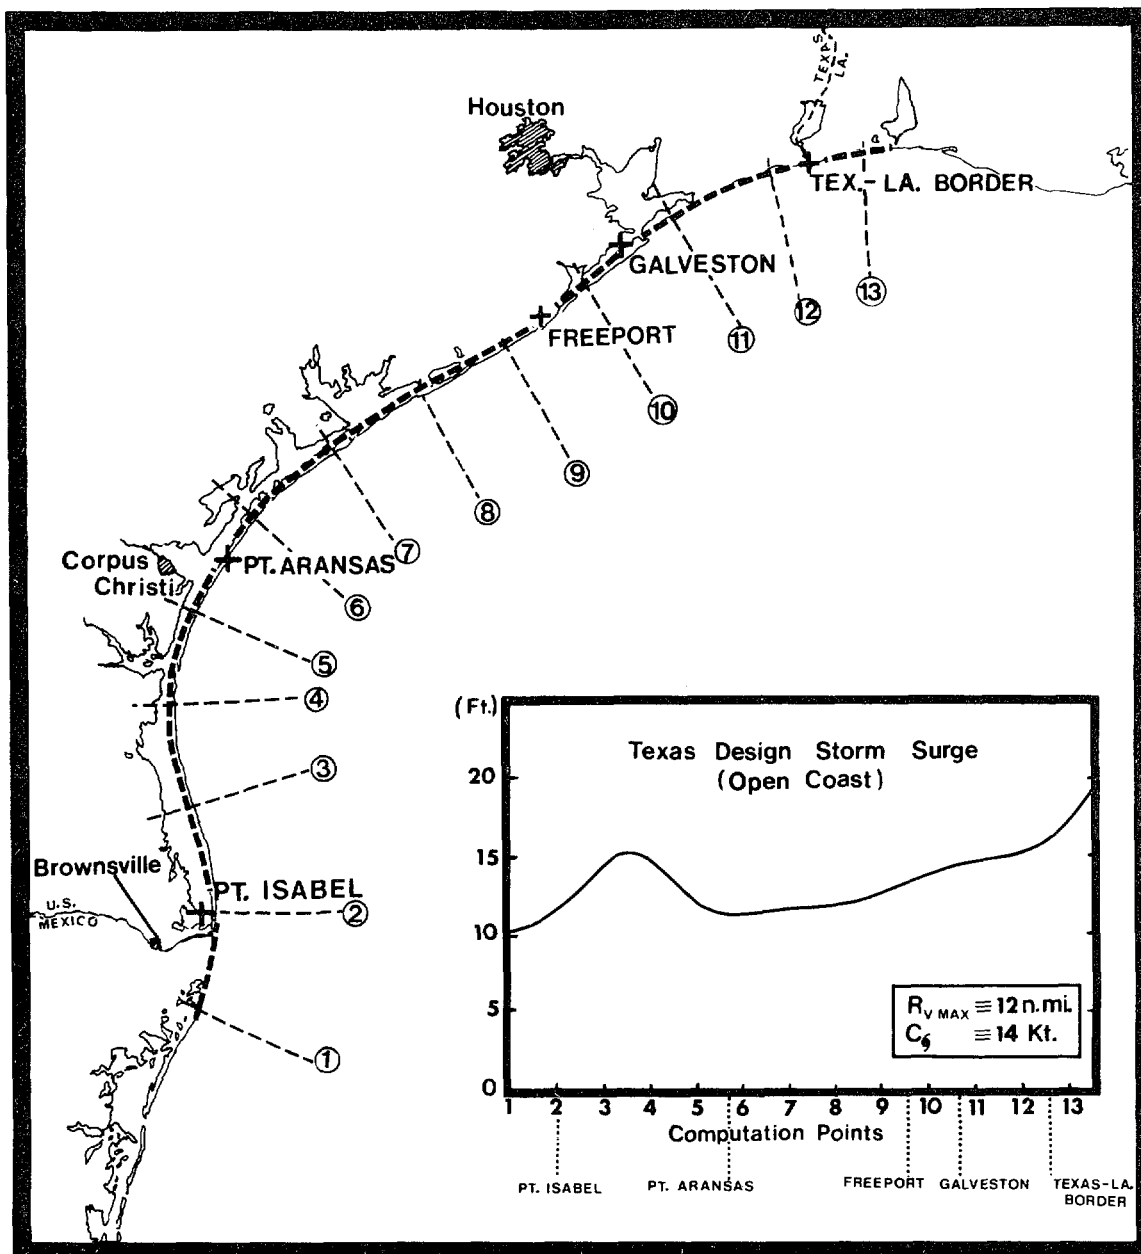 TEXAS
LA.
Houston
TEX.-LA. BORDER
GALVESTON
⑬
⑫
⑪
FREEPORT
⑩
⑨
⑧
⑦
PT. ARANSAS
Corpus
Christi
⑥
⑤
④
③
Brownsville
PT. ISABEL
U.S.
MEXICO
②
①
(Ft.)
Texas Design Storm Surge
(Open Coast)
20
15
10
5
0
R V MAX ≡ 12 n.mi.
C ≡ 14 Kt.
1 2 3 4 5 6 7 8 9 10 11 12 13
Computation Points
PT. ISABEL PT. ARANSAS FREEPORT GALVESTON TEXAS-LA.
BORDER